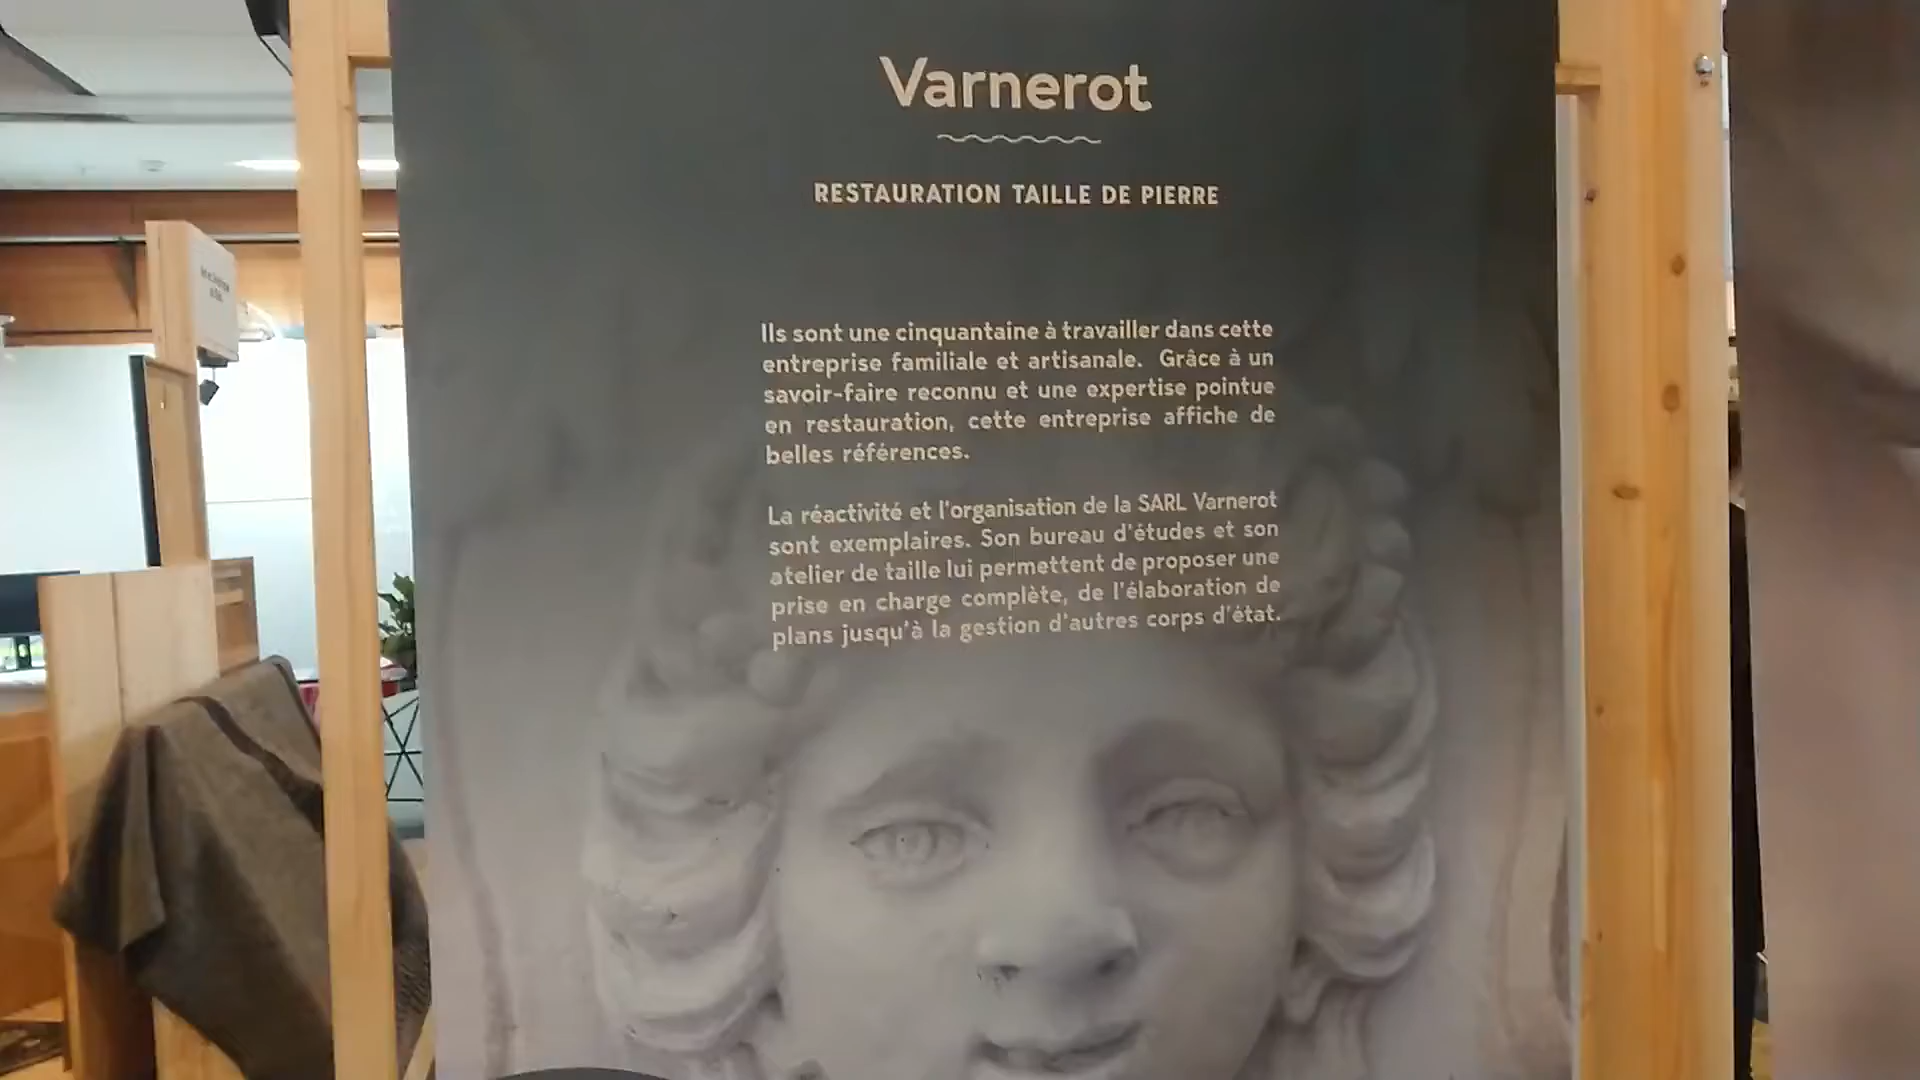 Varnerot
RESTAURATION TAILLE DE PIERRE
Ils sont une cinquantaine à travailler dans cette
entreprise familiale et artisanale. Grâce à un
savoir-faire reconnu et une expertise pointue
en restauration, cette entreprise affiche de
belles références.
La réactivité et l'organisation de la SARL Varnerot
sont exemplaires. Son bureau d'études et son
atelier de taille lui permettent de proposer une
prise en charge complète, de l'élaboration de
plans jusqu'à la gestion d'autres corps d'état.